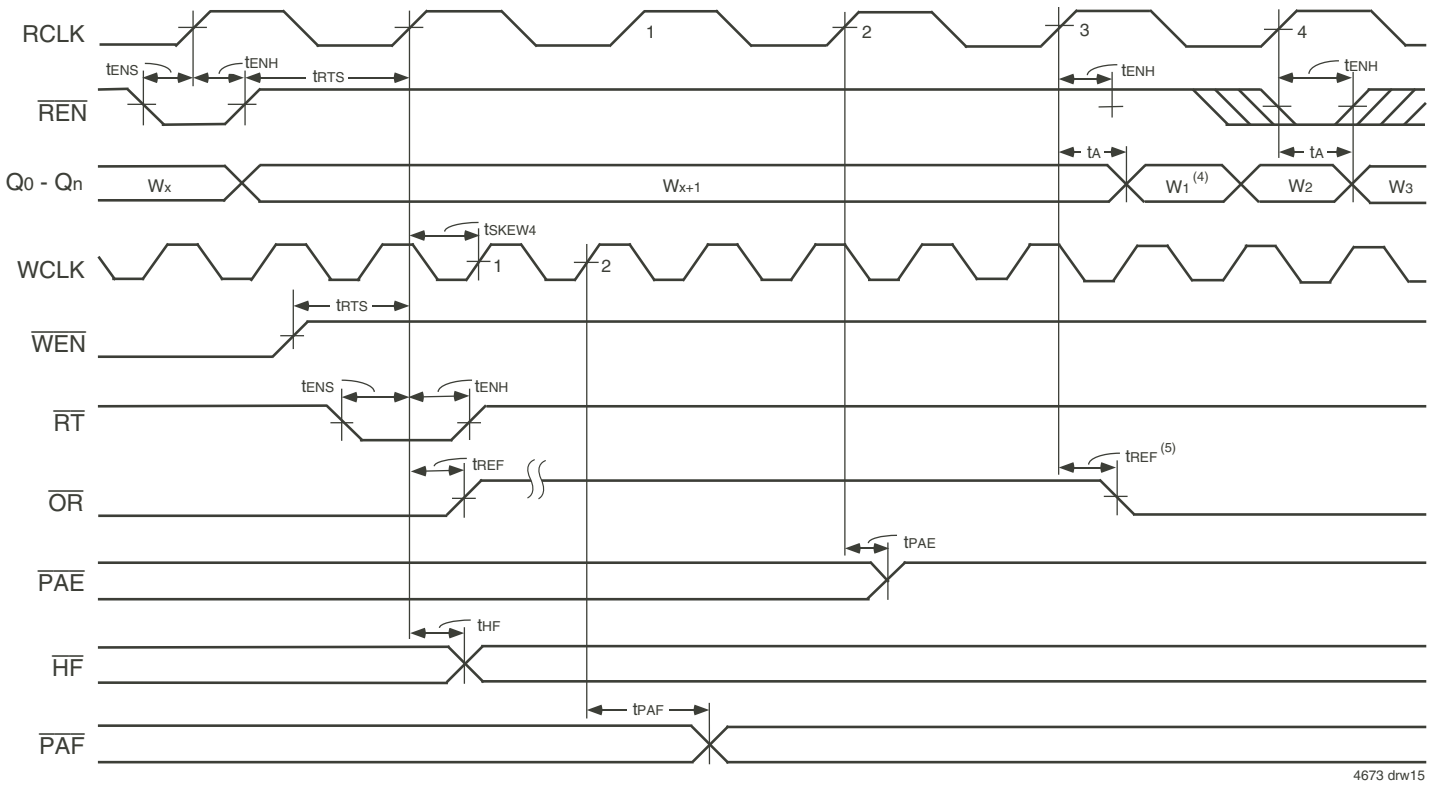 RCLK 1 2 3 4
tENS tENH tRTS tENH tENH
REN
tA tA
Q0 - Qn Wx Wx+1 W1 (4) W2 W3
tSKEW4
WCLK 1 2
tRTS
WEN
tENS tENH
RT
tREF tREF (5)
OR
tPAE
PAE
tHF
HF
tPAF
PAF
4673 drw15